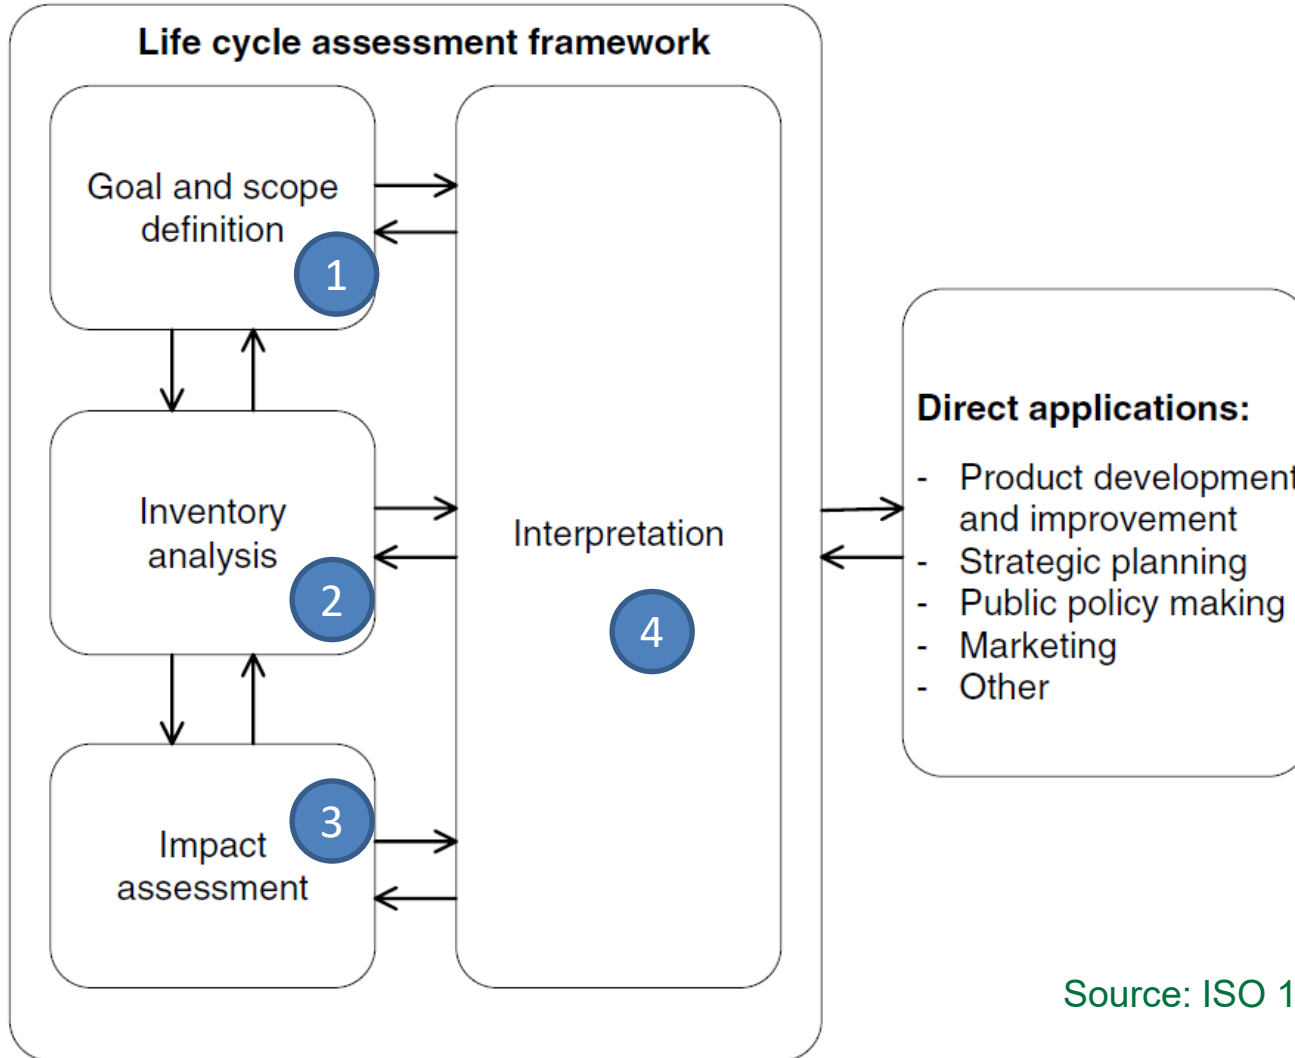 Life cycle assessment framework
Goal and scope
definition
1
Inventory
analysis
2
Impact
assessment
3
Interpretation
4
Direct applications:
- Product development
and improvement
- Strategic planning
- Public policy making
- Marketing
- Other
Source: ISO 1